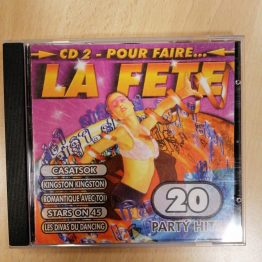 CD 2 - POUR FAIRE...
LA FETE
CASATSOK
KINGSTON KINGSTON
ROMANTIQUE AVEC TOI
STARS ON 45
LES DIVAS DU DANCING
20
PARTY HITS